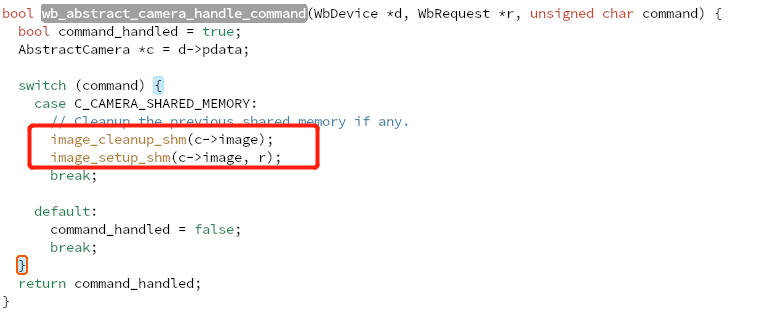 bool wb_abstract_camera_handle_command(WbDevice *d, WbRequest *r, unsigned char command) {
  bool command_handled = true;
  AbstractCamera *c = d->pdata;
  switch (command) {
    case C_CAMERA_SHARED_MEMORY:
      // Cleanup the previous shared memory if any.
      image_cleanup_shm(c->image);
      image_setup_shm(c->image, r);
      break;
    default:
      command_handled = false;
      break;
  }
  return command_handled;
}